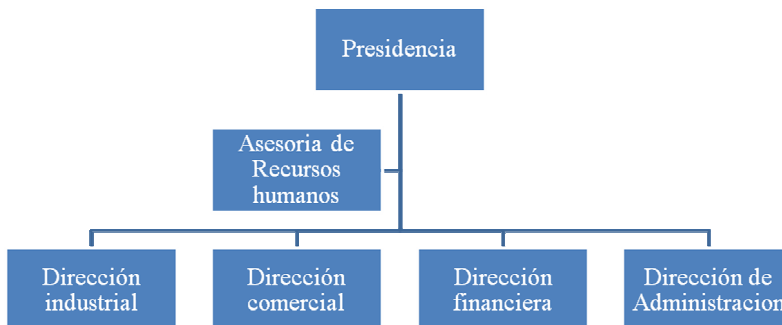 Presidencia
Asesoria de
Recursos
humanos
Dirección
industrial
Dirección
comercial
Dirección
financiera
Dirección de
Administracion